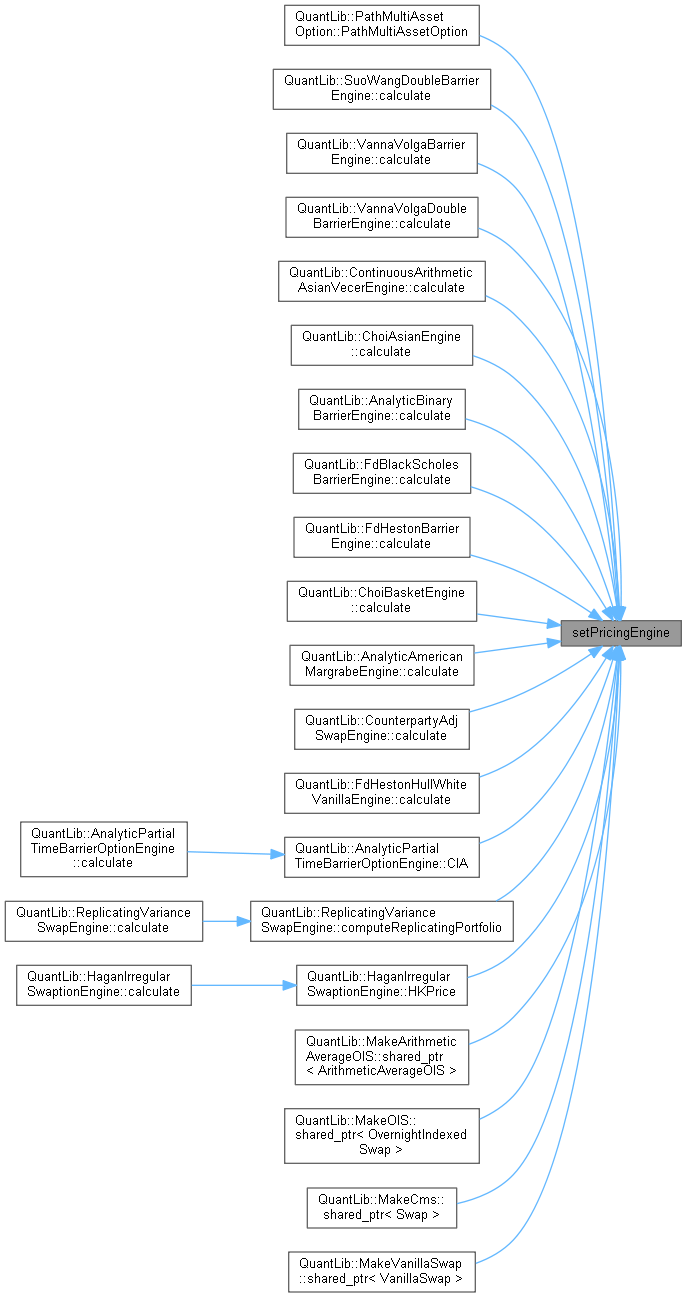 QuantLib::PathMultiAsset
Option::PathMultiAssetOption
QuantLib::SuoWangDoubleBarrier
Engine::calculate
QuantLib::VannaVolgaBarrier
Engine::calculate
QuantLib::VannaVolgaDouble
BarrierEngine::calculate
QuantLib::ContinuousArithmetic
AsianVecerEngine::calculate
QuantLib::ChoiAsianEngine
::calculate
QuantLib::AnalyticBinary
BarrierEngine::calculate
QuantLib::FdBlackScholes
BarrierEngine::calculate
QuantLib::FdHestonBarrier
Engine::calculate
QuantLib::ChoiBasketEngine
::calculate
setPricingEngine
QuantLib::AnalyticAmerican
MargrabeEngine::calculate
QuantLib::CounterpartyAdj
SwapEngine::calculate
QuantLib::FdHestonHullWhite
VanillaEngine::calculate
QuantLib::AnalyticPartial
TimeBarrierOptionEngine
::calculate
QuantLib::AnalyticPartial
TimeBarrierOptionEngine::CIA
QuantLib::ReplicatingVariance
SwapEngine::calculate
QuantLib::ReplicatingVariance
SwapEngine::computeReplicatingPortfolio
QuantLib::HaganIrregular
SwaptionEngine::calculate
QuantLib::HaganIrregular
SwaptionEngine::HKPrice
QuantLib::MakeArithmetic
AverageOIS::shared_ptr
< ArithmeticAverageOIS >
QuantLib::MakeOIS::
shared_ptr< OvernightIndexed
Swap >
QuantLib::MakeCms::
shared_ptr< Swap >
QuantLib::MakeVanillaSwap
::shared_ptr< VanillaSwap >